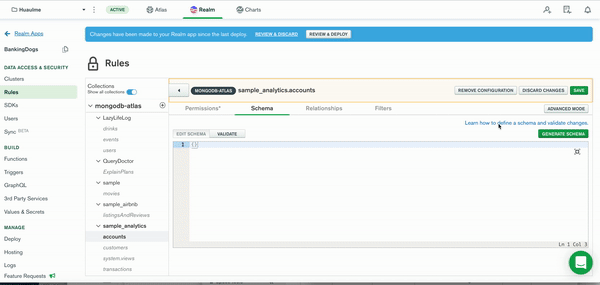 Huaulme
ACTIVE
Atlas
Realm
Charts
Realm Apps
Changes have been made to your Realm app since the last deploy. REVIEW & DISCARD REVIEW & DEPLOY
BankingDogs
DATA ACCESS & SECURITY
Clusters
Rules
SDKs
Users
Sync BETA
BUILD
Functions
Triggers
GraphQL
3rd Party Services
Values & Secrets
MANAGE
Deploy
Hosting
Logs
Feature Requests
Rules
Collections
Show all collections
mongodb-atlas
LazyLifeLog
drinks
events
users
QueryDoctor
ExplainPlans
sample
movies
sample_airbnb
listingsAndReviews
sample_analytics
accounts
customers
system.views
transactions
MONGODB-ATLAS sample_analytics.accounts
REMOVE CONFIGURATION DISCARD CHANGES SAVE
Permissions* Schema Relationships Filters
ADVANCED MODE
Learn how to define a schema and validate changes.
EDIT SCHEMA VALIDATE
GENERATE SCHEMA
1 {}
Ln 1 Col 3